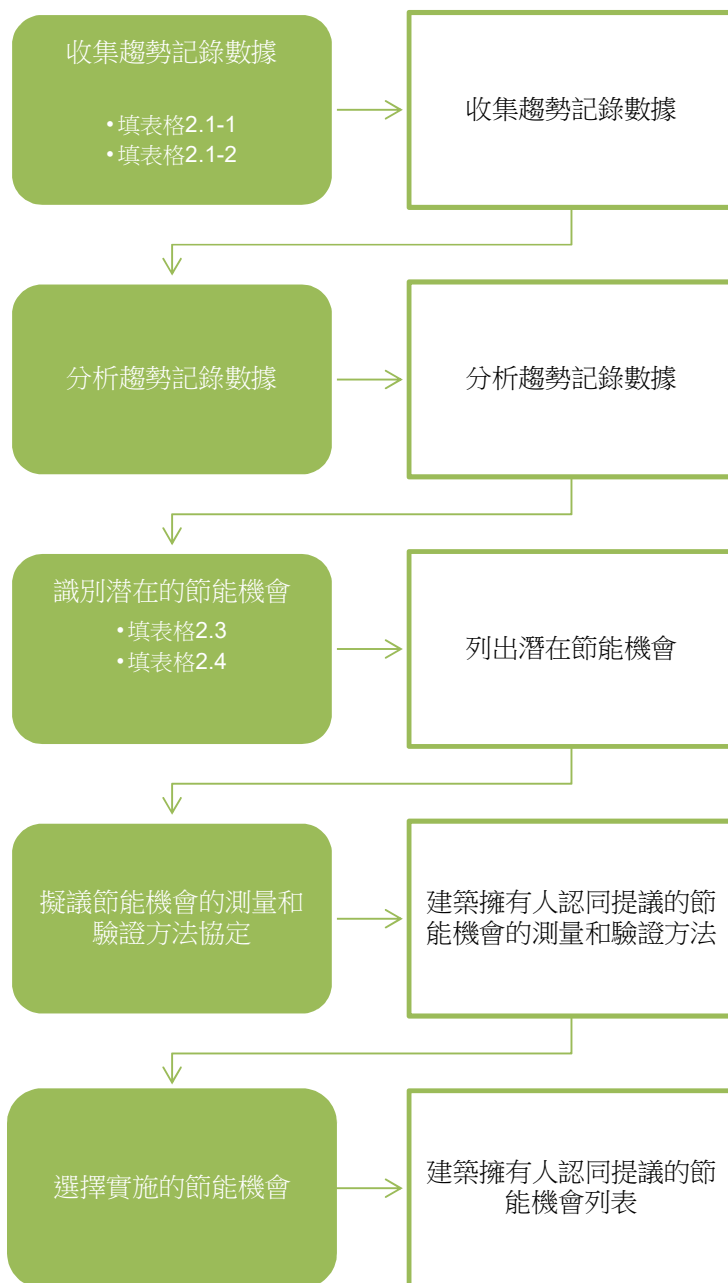 收集趨勢記錄數據
•填表格2.1-1
•填表格2.1-2
收集趨勢記錄數據
分析趨勢記錄數據
分析趨勢記錄數據
識別潛在的節能機會
•填表格2.3
•填表格2.4
列出潛在節能機會
擬議節能機會的測量和
驗證方法協定
建築擁有人認同提議的節
能機會的測量和驗證方法
選擇實施的節能機會
建築擁有人認同提議的節
能機會列表